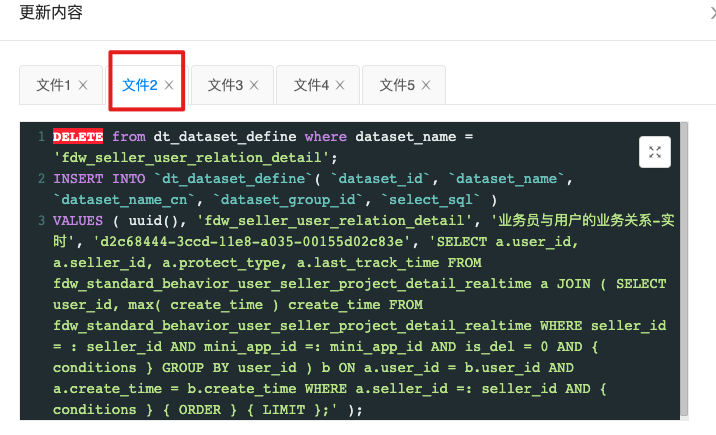 更新内容
文件1 × 文件2 × 文件3 × 文件4 × 文件5 ×
1 DELETE from dt_dataset_define where dataset_name =
'fdw_seller_user_relation_detail';
2 INSERT INTO `dt_dataset_define`( `dataset_id`, `dataset_name`,
`dataset_name_cn`, `dataset_group_id`, `select_sql` )
3 VALUES ( uuid(), 'fdw_seller_user_relation_detail', '业务员与用户的业务关系-实
时', 'd2c68444-3ccd-11e8-a035-00155d02c83e', 'SELECT a.user_id,
a.seller_id, a.protect_type, a.last_track_time FROM
fdw_standard_behavior_user_seller_project_detail_realtime a JOIN ( SELECT
user_id, max( create_time ) create_time FROM
fdw_standard_behavior_user_seller_project_detail_realtime WHERE seller_id
= : seller_id AND mini_app_id =: mini_app_id AND is_del = 0 AND {
conditions } GROUP BY user_id ) b ON a.user_id = b.user_id AND
a.create_time = b.create_time WHERE a.seller_id =: seller_id AND {
conditions } { ORDER } { LIMIT };' );